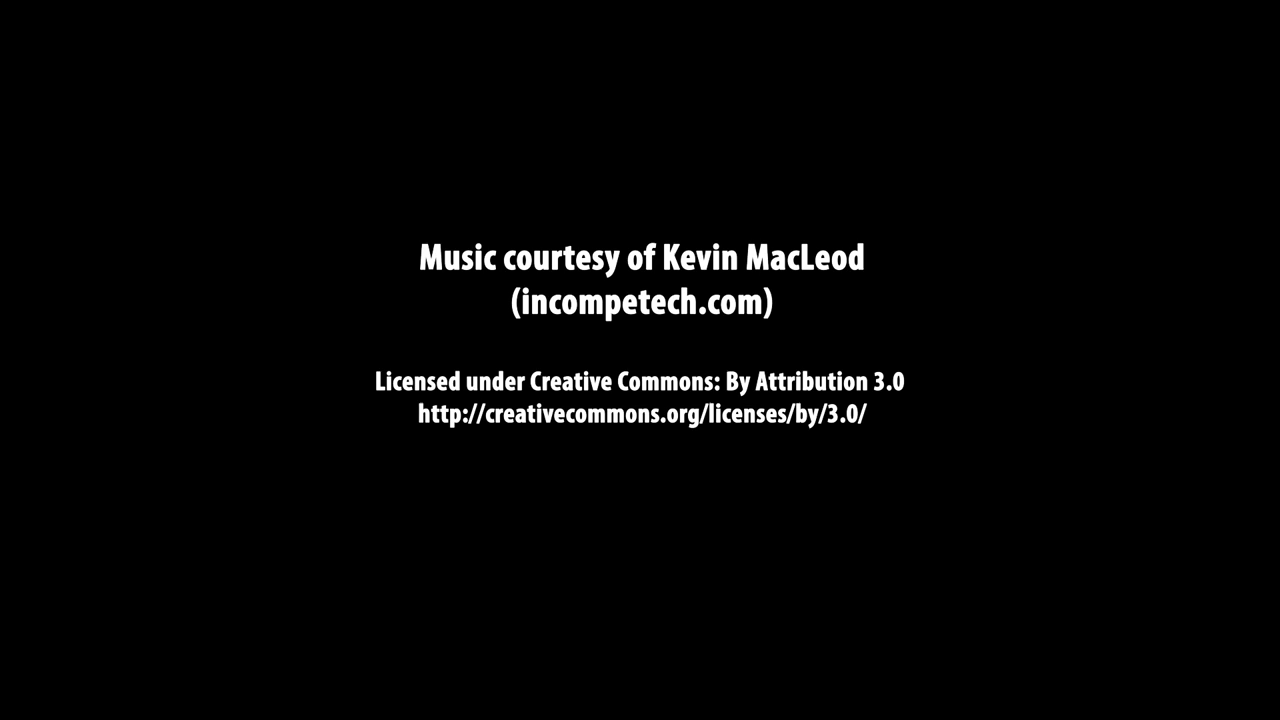 Music courtesy of Kevin MacLeod
(incompetech.com)
Licensed under Creative Commons: By Attribution 3.0
http://creativecommons.org/licenses/by/3.0/